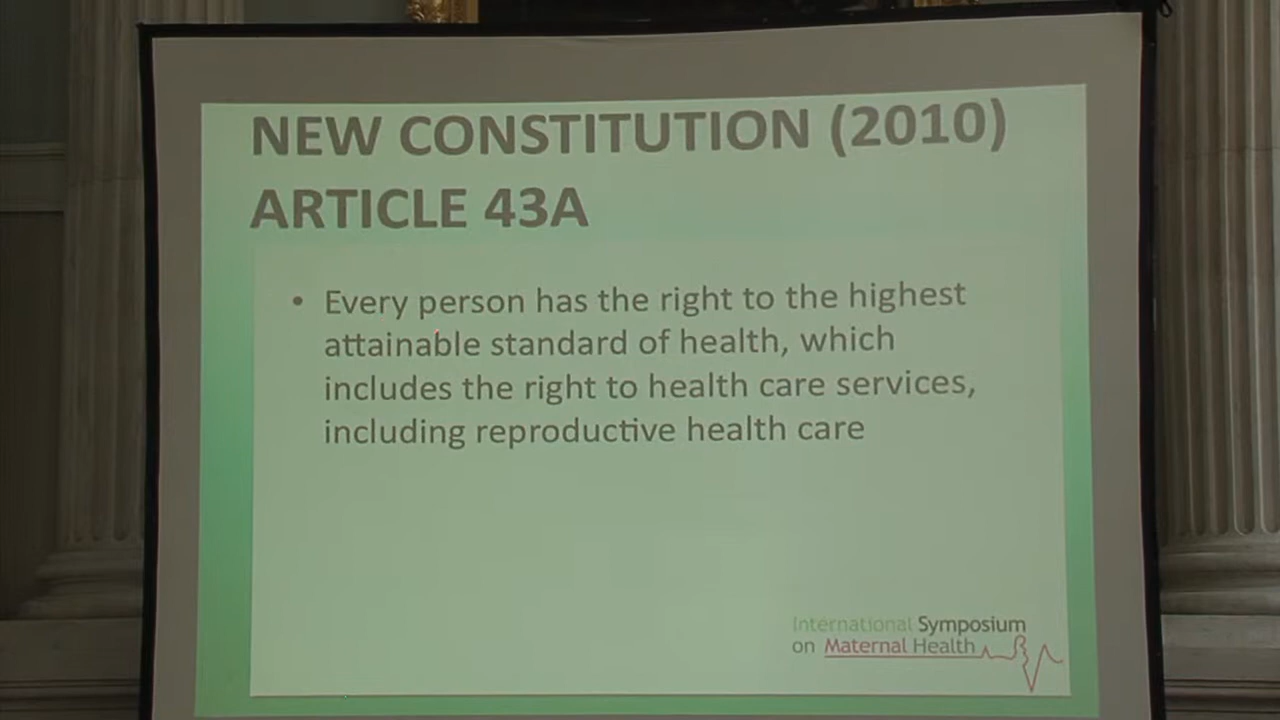 NEW CONSTITUTION (2010)
ARTICLE 43A
• Every person has the right to the highest
attainable standard of health, which
includes the right to health care services,
including reproductive health care
International Symposium
on Maternal Health